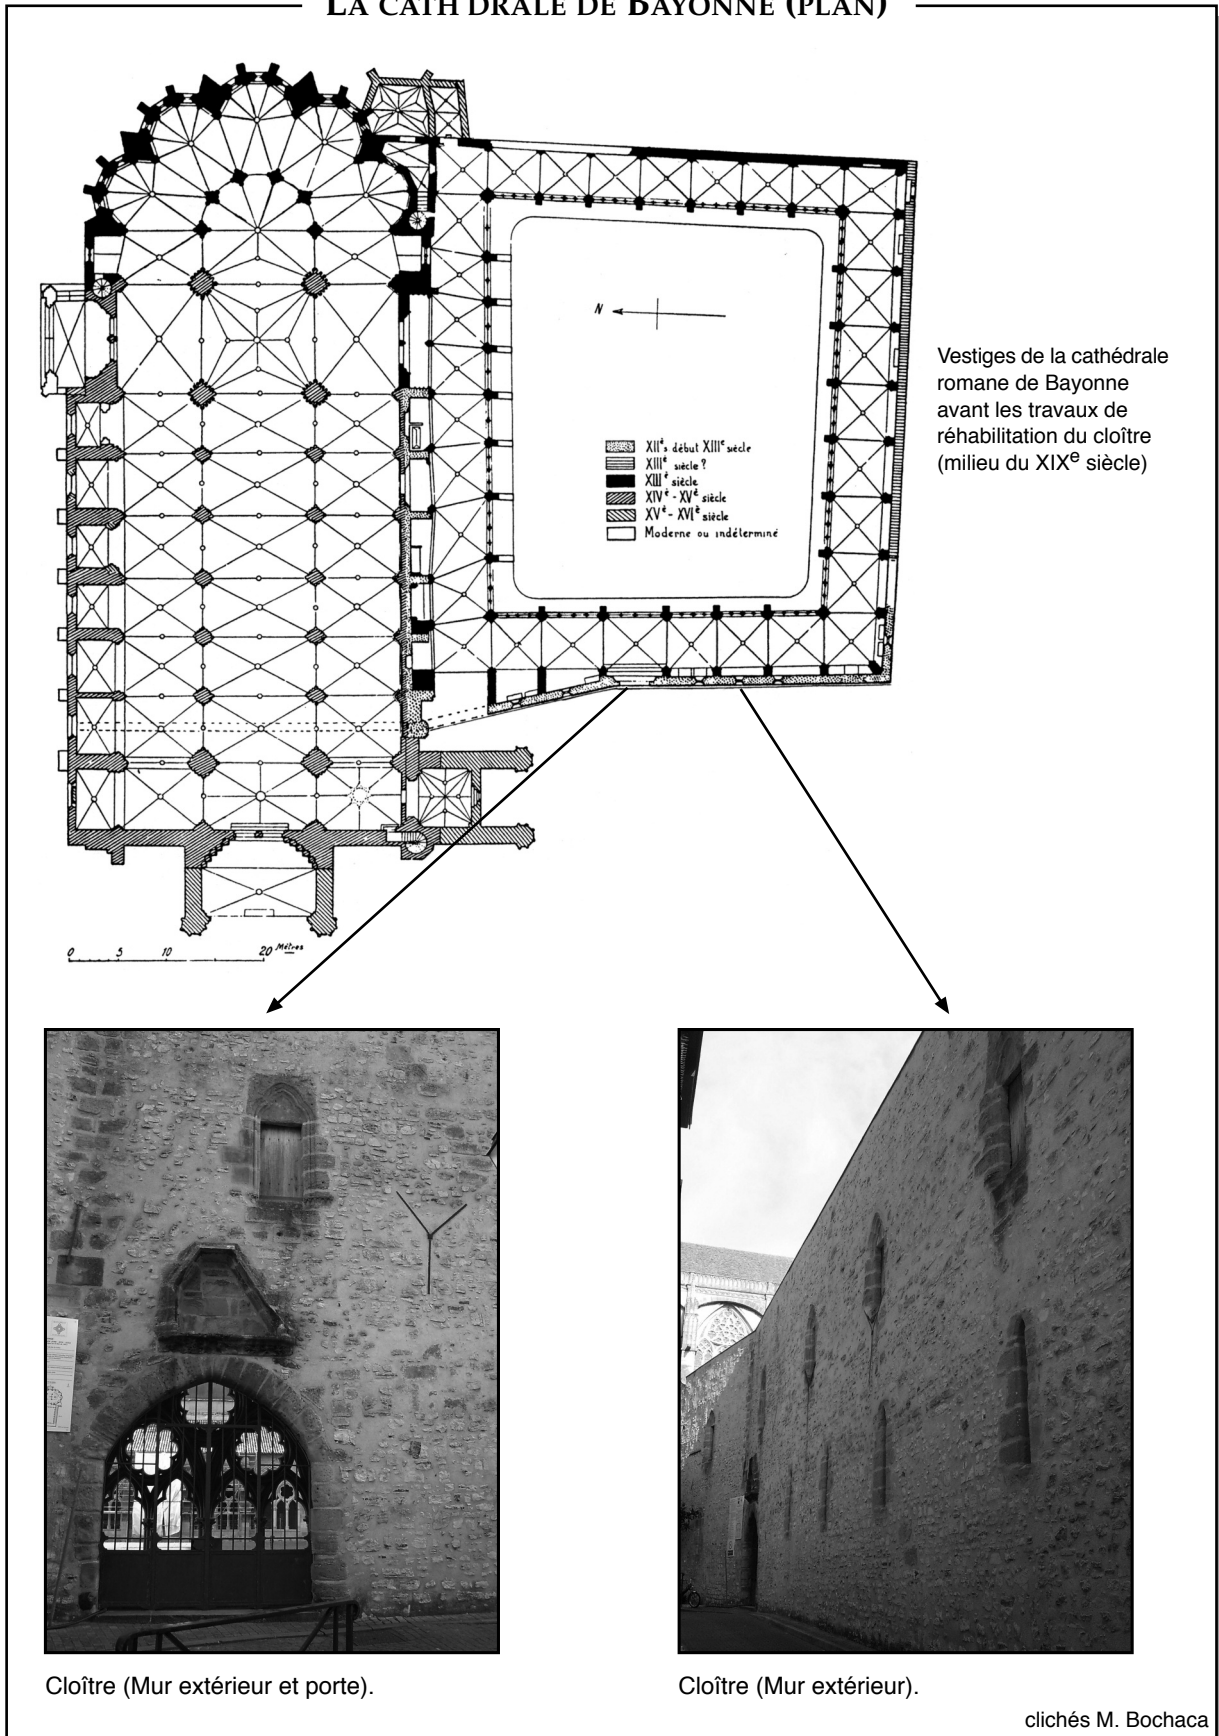 LA CATH DRALE DE BAYONNE (PLAN)
N
Vestiges de la cathédrale
romane de Bayonne
avant les travaux de
réhabilitation du cloître
(milieu du XIXe siècle)
XIIe s début XIIIe siècle
XIIIe siècle ?
XIIIe siècle
XIVe - XVe siècle
XVe - XVIe siècle
Moderne ou indéterminé
0 5 10 20 Mètres
Cloître (Mur extérieur et porte).
Cloître (Mur extérieur).
clichés M. Bochaca